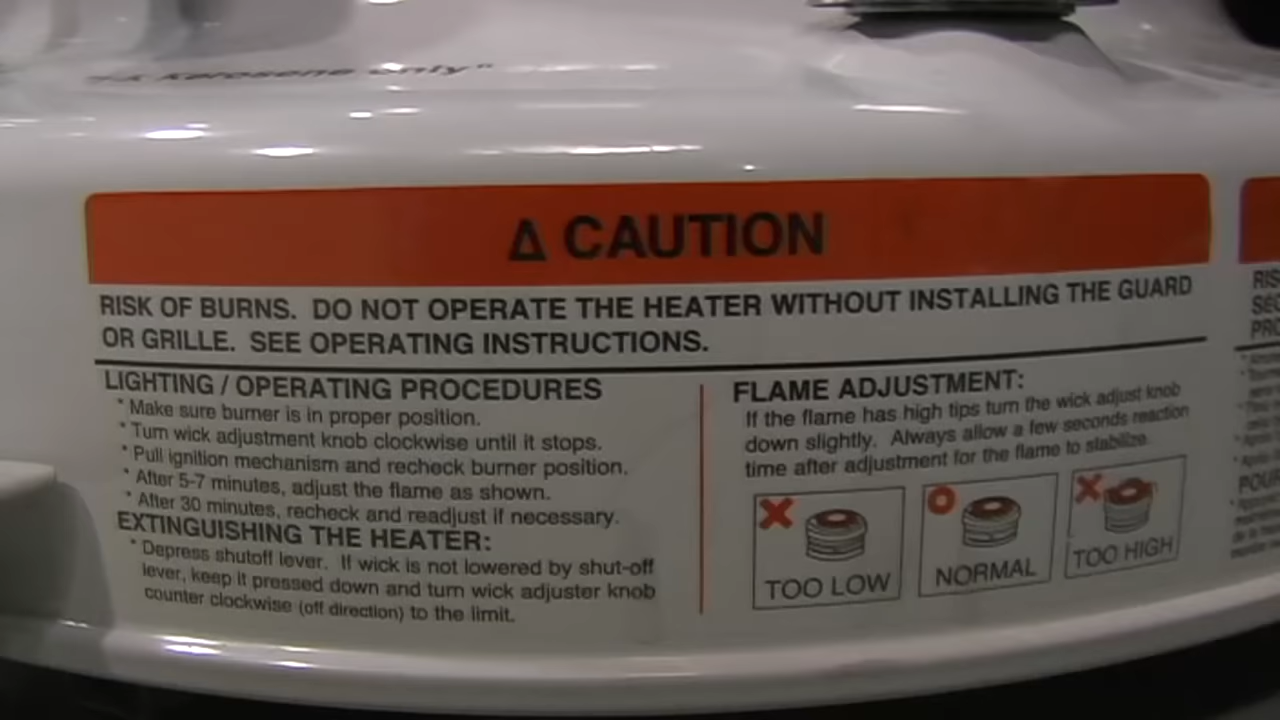 Kerosene only"
Δ CAUTION
RISK OF BURNS. DO NOT OPERATE THE HEATER WITHOUT INSTALLING THE GUARD
OR GRILLE. SEE OPERATING INSTRUCTIONS.
LIGHTING / OPERATING PROCEDURES
* Make sure burner is in proper position.
* Turn wick adjustment knob clockwise until it stops.
* Pull ignition mechanism and recheck burner position.
* After 5-7 minutes, adjust the flame as shown.
* After 30 minutes, recheck and readjust if necessary.
EXTINGUISHING THE HEATER:
* Depress shutoff lever. If wick is not lowered by shut-off
lever, keep it pressed down and turn wick adjuster knob
counter clockwise (off direction) to the limit.
FLAME ADJUSTMENT:
If the flame has high tips turn the wick adjust knob
down slightly. Always allow a few seconds reaction
time after adjustment for the flame to stabilize.
TOO LOW
NORMAL
TOO HIGH